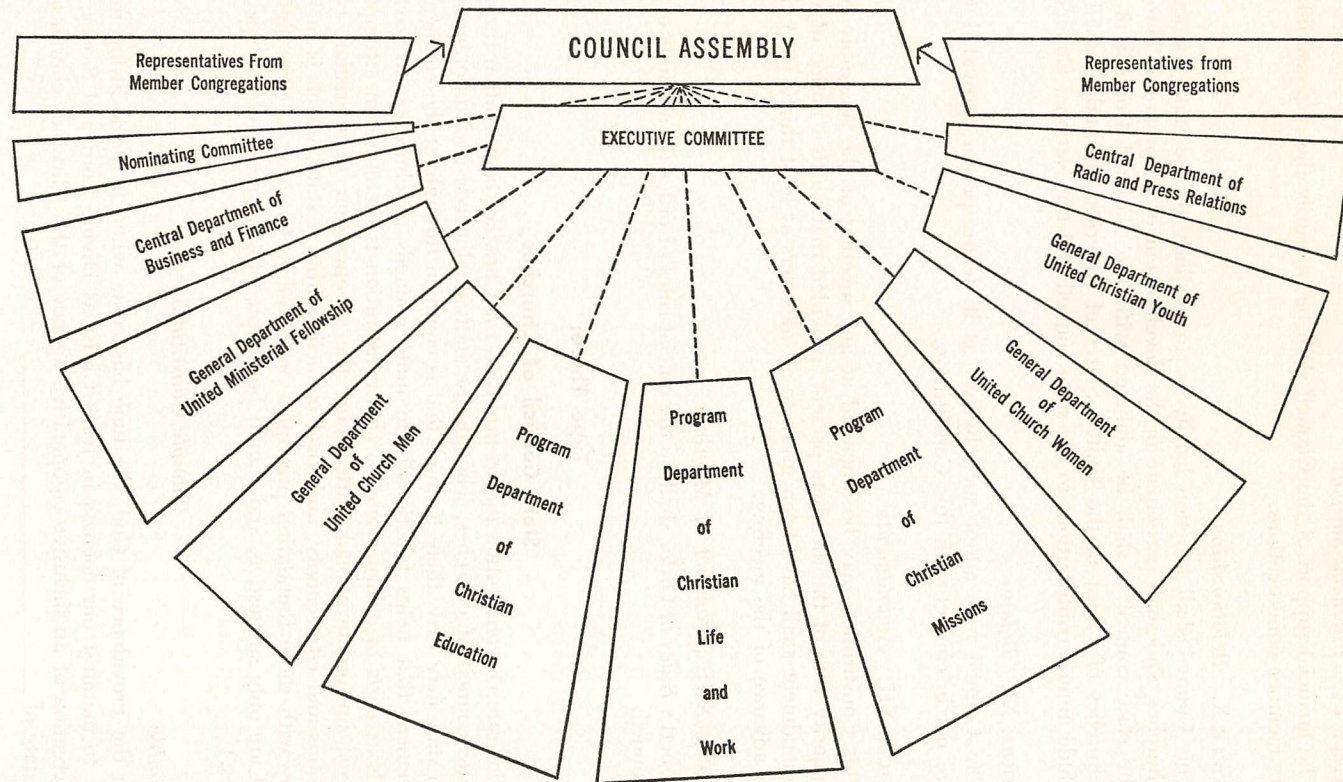 COUNCIL ASSEMBLY
Representatives From
Member Congregations
Representatives from
Member Congregations
EXECUTIVE COMMITTEE
Nominating Committee
Central Department of
Business and Finance
General Department of
United Ministerial Fellowship
General Department
of
United Church Men
Program
Department
of
Christian
Education
Program
Department
of
Christian
Life
and
Work
Program
Department
of
Christian
Missions
General Department
of
United Church Women
General Department of
United Christian Youth
Central Department of
Radio and Press Relations